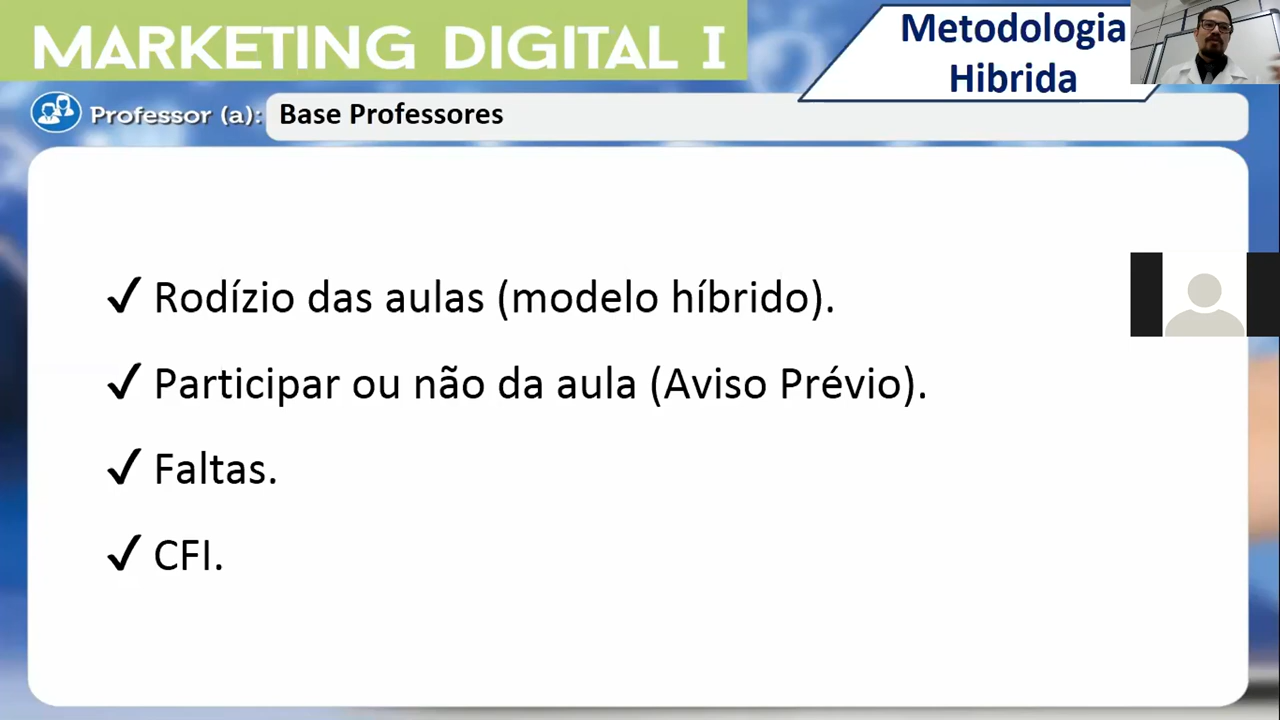 MARKETING DIGITAL I
Metodologia
Hibrida
Professor (a):
Base Professores
✓ Rodízio das aulas (modelo híbrido).
✓ Participar ou não da aula (Aviso Prévio).
✓ Faltas.
✓ CFI.